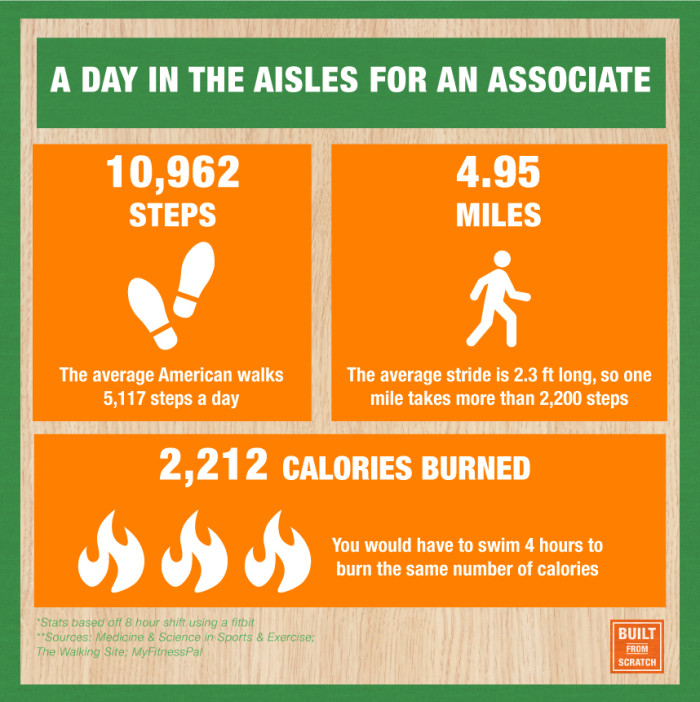 A DAY IN THE AISLES FOR AN ASSOCIATE
10,962
STEPS
The average American walks
5,117 steps a day
4.95
MILES
The average stride is 2.3 ft long, so one
mile takes more than 2,200 steps
2,212 CALORIES BURNED
You would have to swim 4 hours to
burn the same number of calories
*Stats based off 8 hour shift using a fitbit
**Sources: Medicine & Science in Sports & Exercise;
The Walking Site; MyFitnessPal
BUILT
FROM
SCRATCH